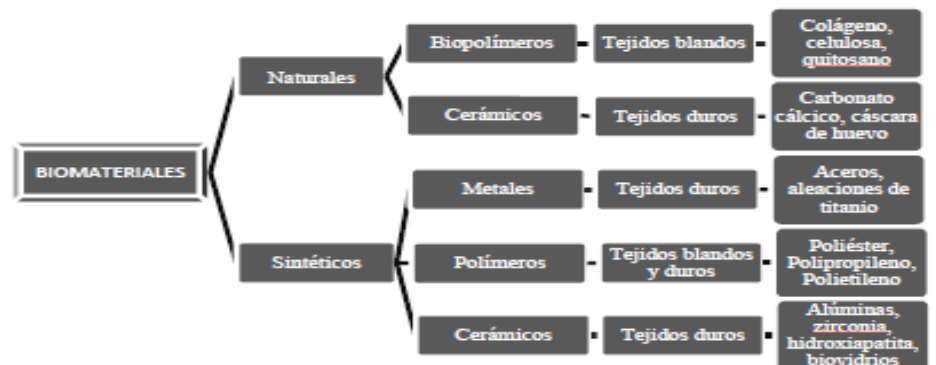 BIOMATERIALES
Naturales
Biopolímeros
Tejidos blandos
Colágeno,
celulosa,
quitosano
Cerámicos
Tejidos duros
Carbonato
cálcico, cáscara
de huevo
Sintéticos
Metales
Tejidos duros
Aceros,
aleaciones de
titanio
Polímeros
Tejidos blandos
y duros
Poliéster,
Polipropileno,
Polietileno
Cerámicos
Tejidos duros
Alúminas,
zirconia,
hidroxiapatita,
biovidrios